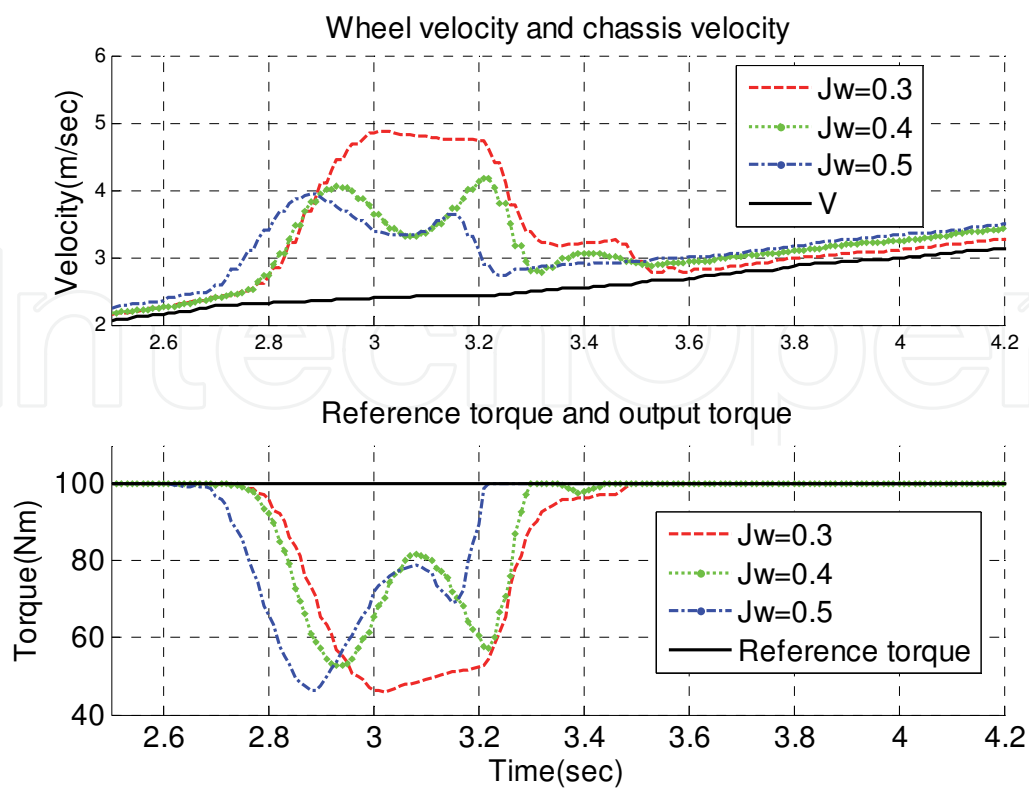 Wheel velocity and chassis velocity
Velocity(m/sec)
6
5
4
3
2
2.6 2.8 3 3.2 3.4 3.6 3.8 4 4.2
Jw=0.3
Jw=0.4
Jw=0.5
V
intechopen
Reference torque and output torque
Torque(Nm)
100
80
60
40
2.6 2.8 3 3.2 3.4 3.6 3.8 4 4.2
Time(sec)
Jw=0.3
Jw=0.4
Jw=0.5
Reference torque